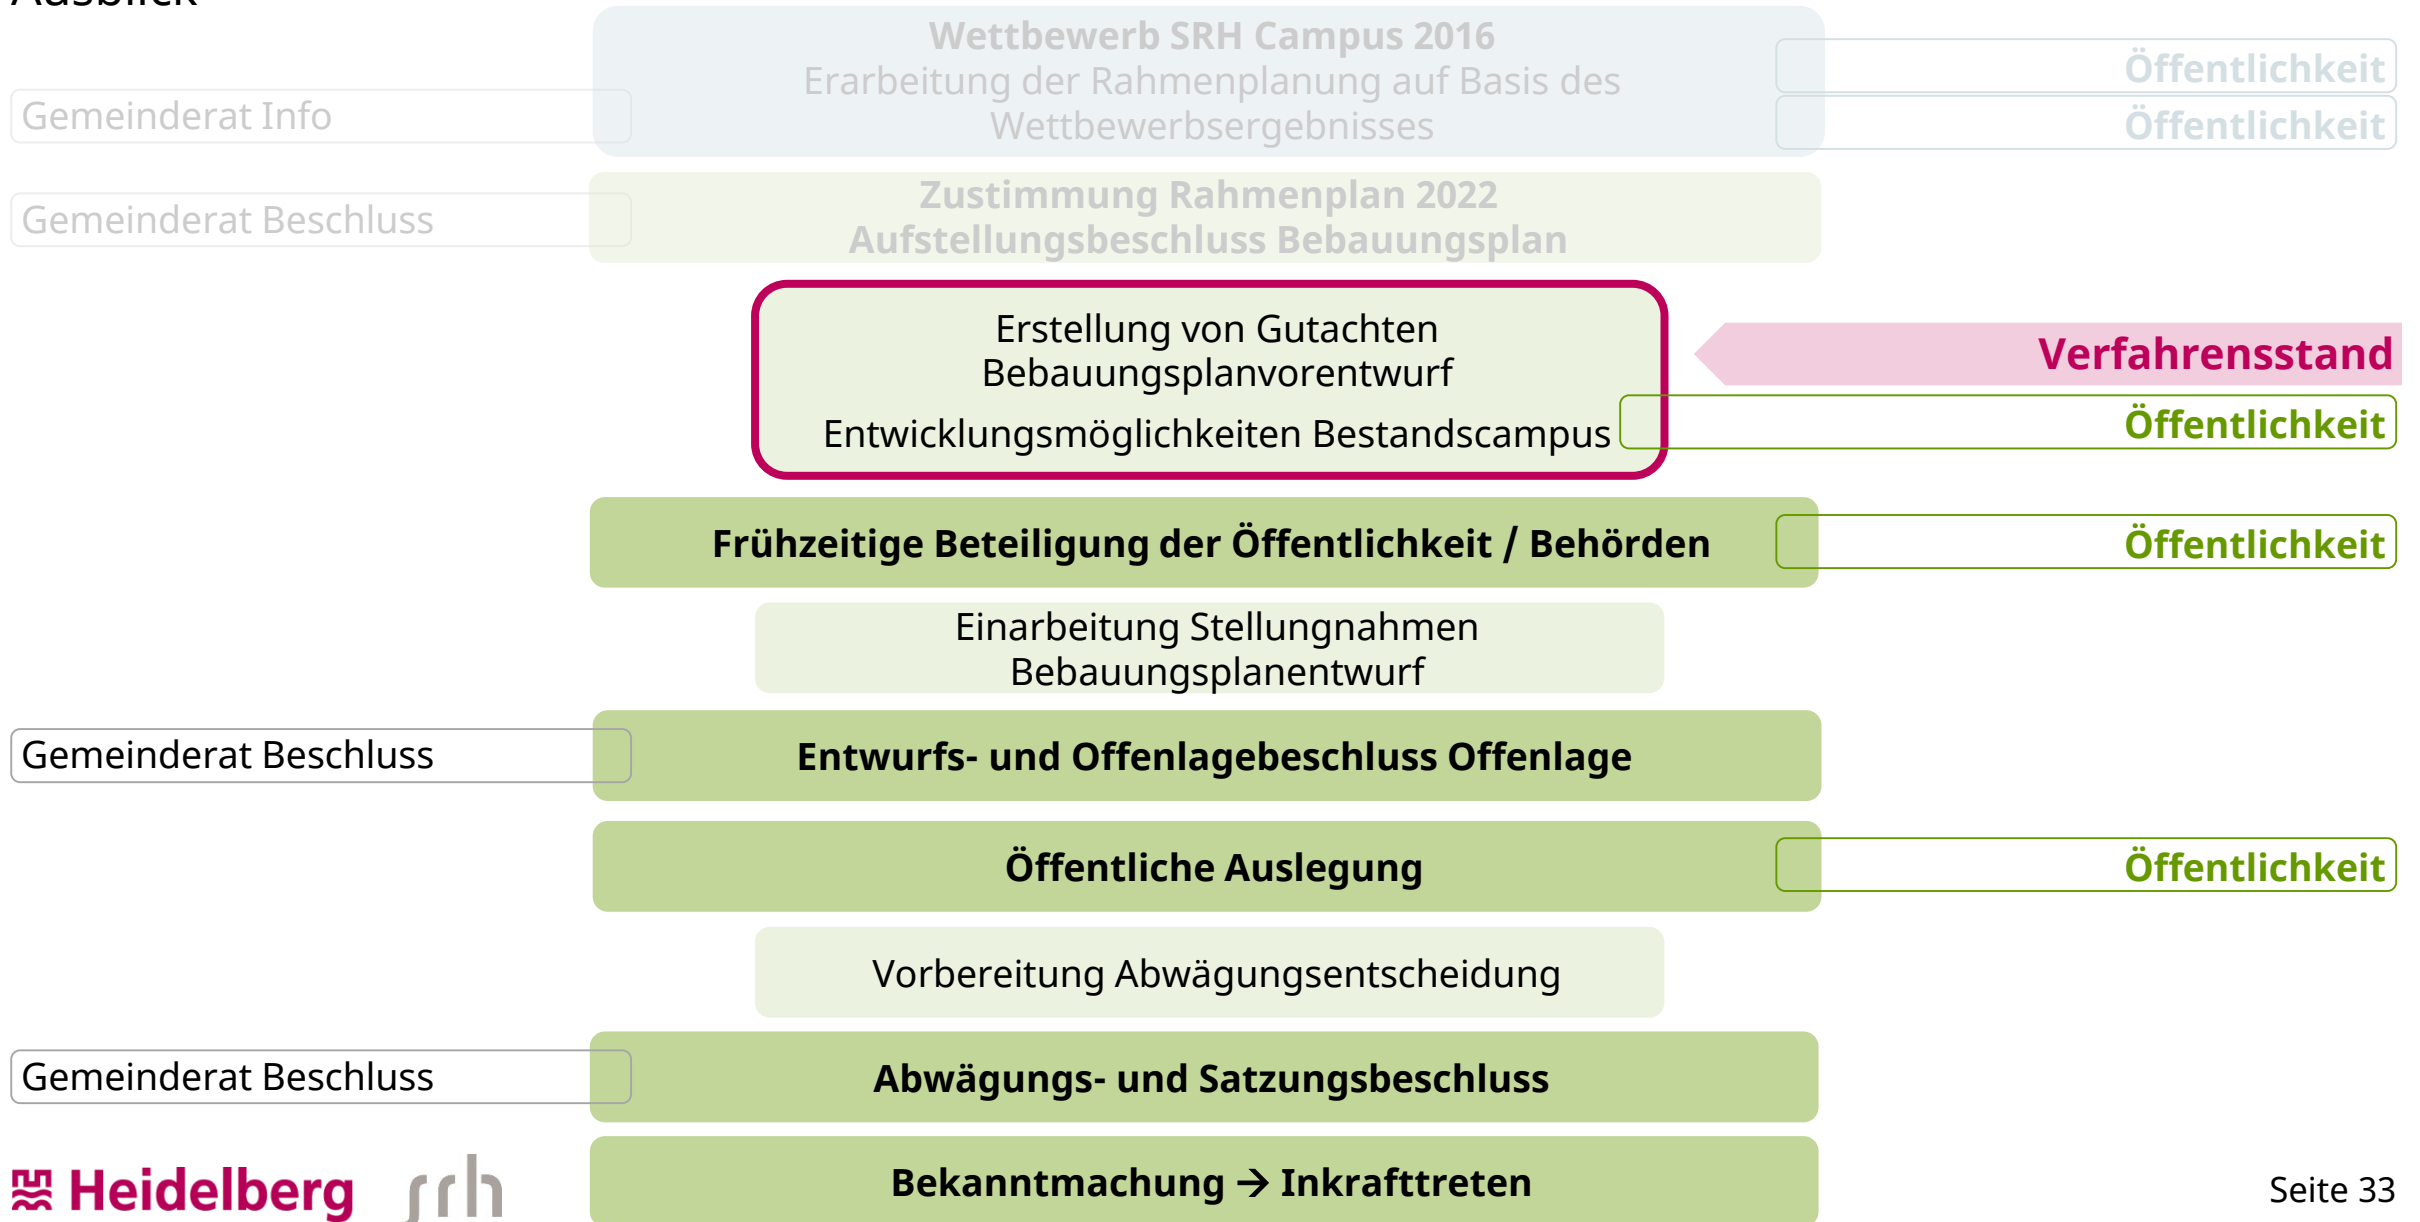 Ausblick
Wettbewerb SRH Campus 2016
Erarbeitung der Rahmenplanung auf Basis des
Wettbewerbsergebnisses
Öffentlichkeit
Gemeinderat Info
Öffentlichkeit
Gemeinderat Beschluss
Zustimmung Rahmenplan 2022
Aufstellungsbeschluss Bebauungsplan
Erstellung von Gutachten
Bebauungsplanvorentwurf
Entwicklungsmöglichkeiten Bestandscampus
Verfahrensstand
Öffentlichkeit
Frühzeitige Beteiligung der Öffentlichkeit / Behörden
Öffentlichkeit
Einarbeitung Stellungnahmen
Bebauungsplanentwurf
Gemeinderat Beschluss
Entwurfs- und Offenlagebeschluss Offenlage
Öffentliche Auslegung
Öffentlichkeit
Vorbereitung Abwägungsentscheidung
Gemeinderat Beschluss
Abwägungs- und Satzungsbeschluss
Bekanntmachung → Inkrafttreten
Heidelberg
srh
Seite 33